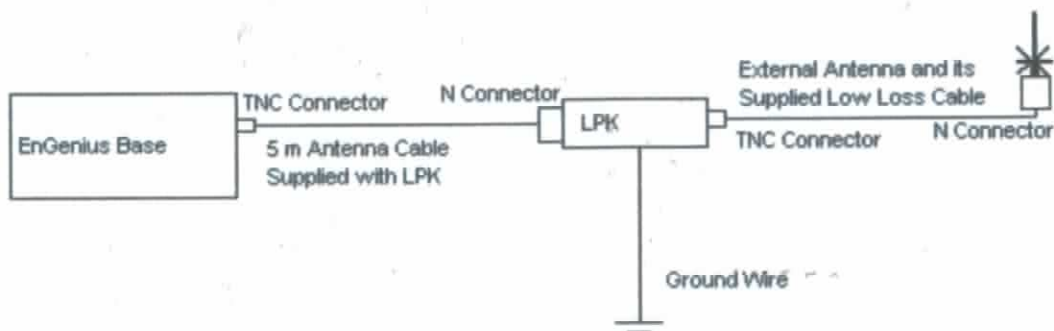 External Antenna and its
Supplied Low Loss Cable
TNC Connector
N Connector
LPK
TNC Connector
N Connector
EnGenius Base
5 m Antenna Cable
Supplied with LPK
Ground Wire